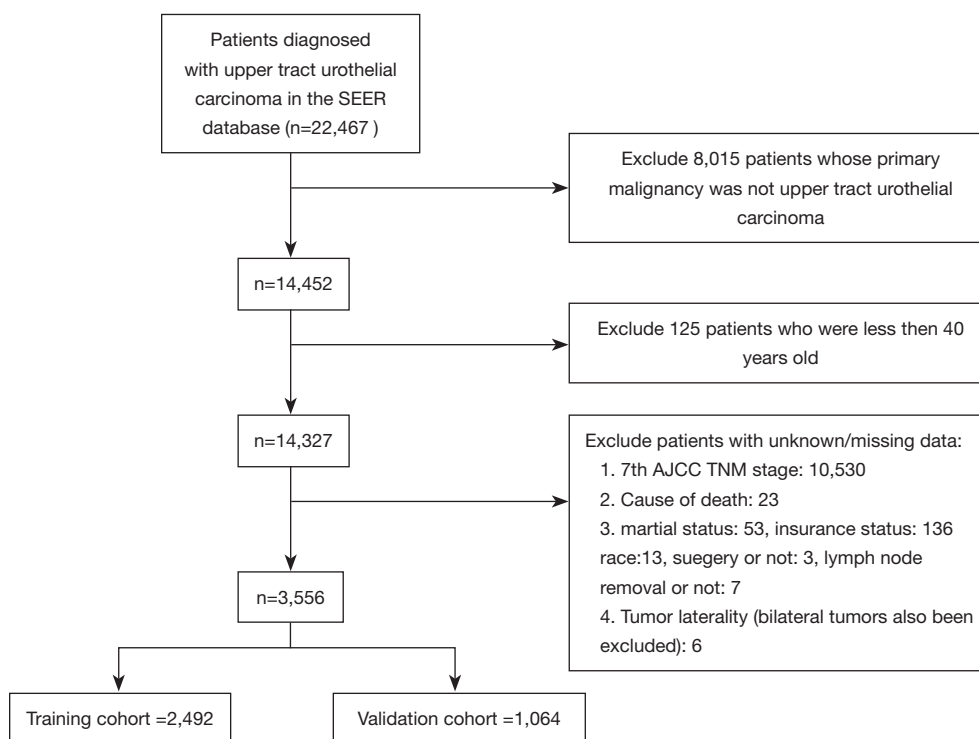 Patients diagnosed
with upper tract urothelial
carcinoma in the SEER
database (n=22,467 )
Exclude 8,015 patients whose primary
malignancy was not upper tract urothelial
carcinoma
n=14,452
Exclude 125 patients who were less then 40
years old
n=14,327
Exclude patients with unknown/missing data:
1. 7th AJCC TNM stage: 10,530
2. Cause of death: 23
3. martial status: 53, insurance status: 136
race:13, suegery or not: 3, lymph node
removal or not: 7
4. Tumor laterality (bilateral tumors also been
excluded): 6
n=3,556
Training cohort =2,492
Validation cohort =1,064